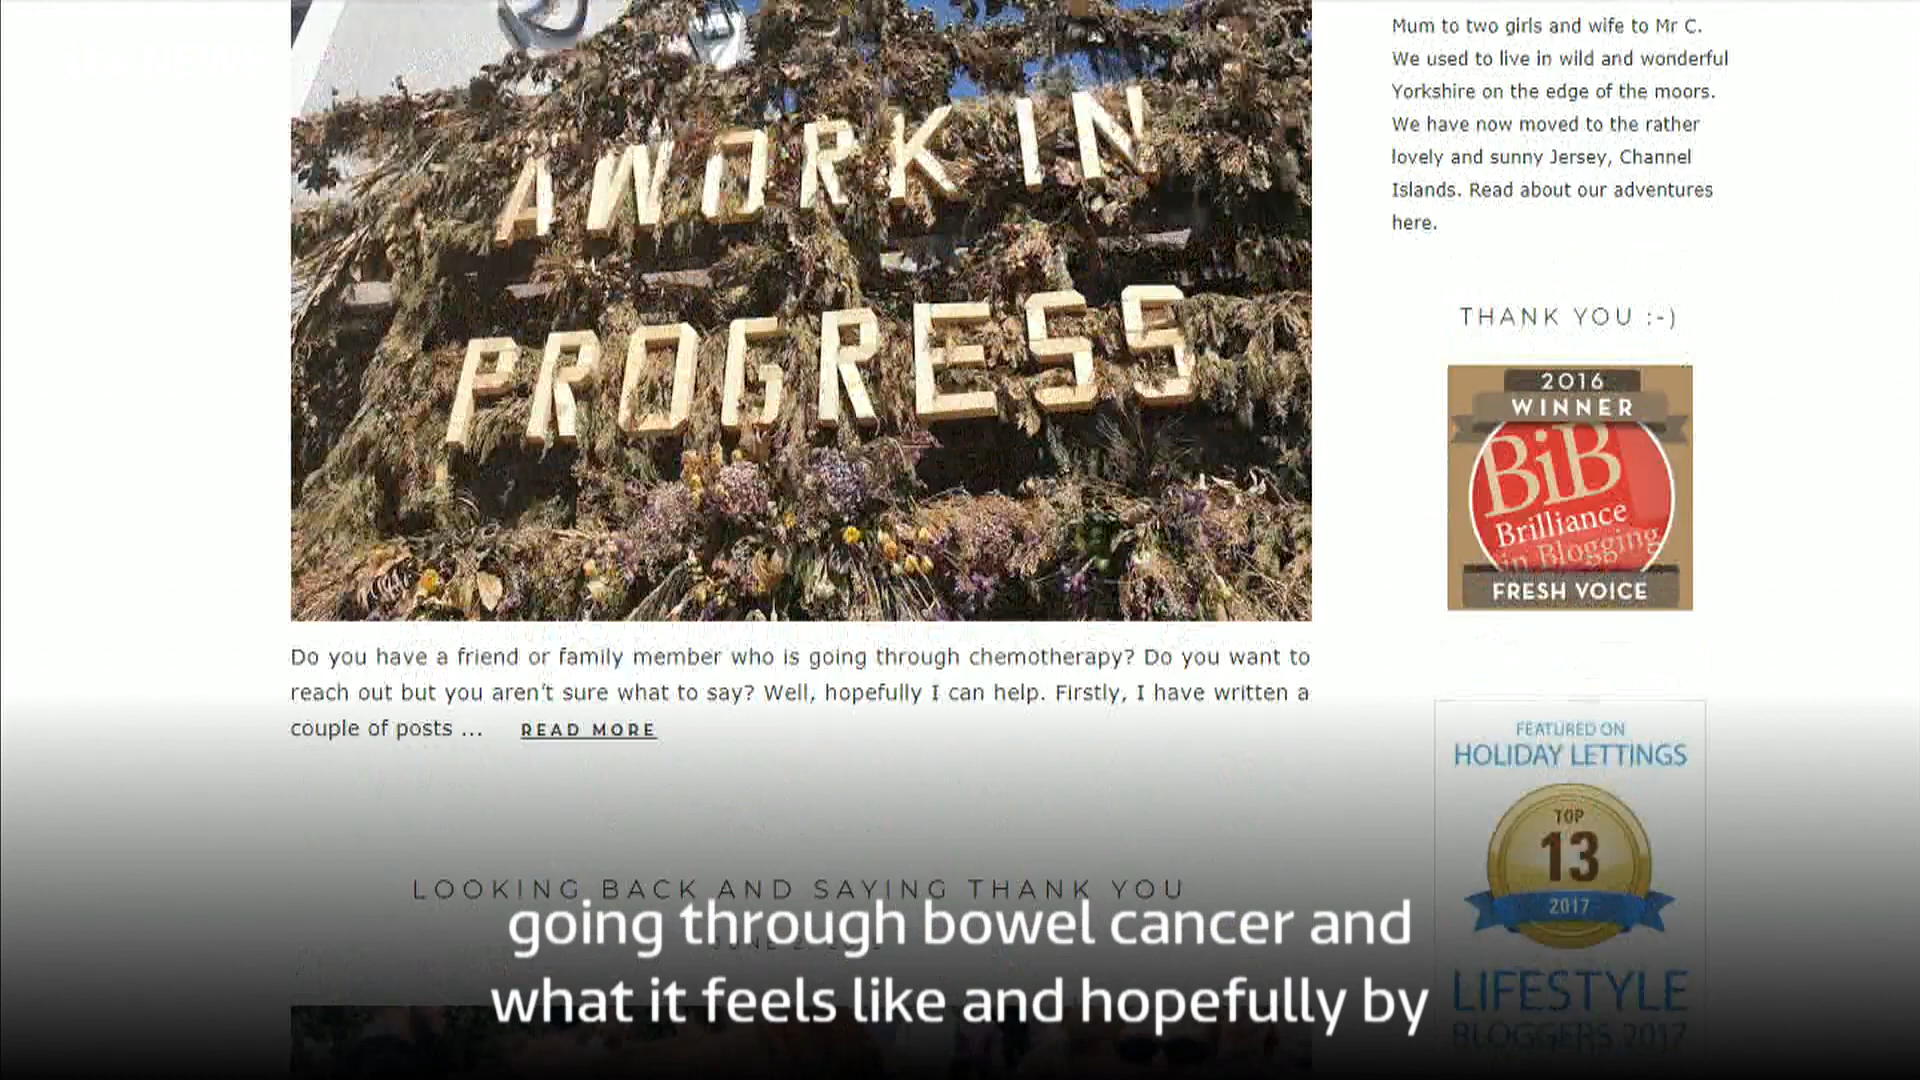 A WORK IN
PROGRESS
Do you have a friend or family member who is going through chemotherapy? Do you want to
reach out but you aren't sure what to say? Well, hopefully I can help. Firstly, I have written a
couple of posts ... READ MORE
LOOKING BACK AND SAYING THANK YOU
going through bowel cancer and
what it feels like and hopefully by
Mum to two girls and wife to Mr C.
We used to live in wild and wonderful
Yorkshire on the edge of the moors.
We have now moved to the rather
lovely and sunny Jersey, Channel
Islands. Read about our adventures
here.
THANK YOU :-)
2016
WINNER
BiB
Brilliance
in Blogging
FRESH VOICE
FEATURED ON
HOLIDAY LETTINGS
TOP
13
2017
LIFESTYLE
BLOGGERS 2017